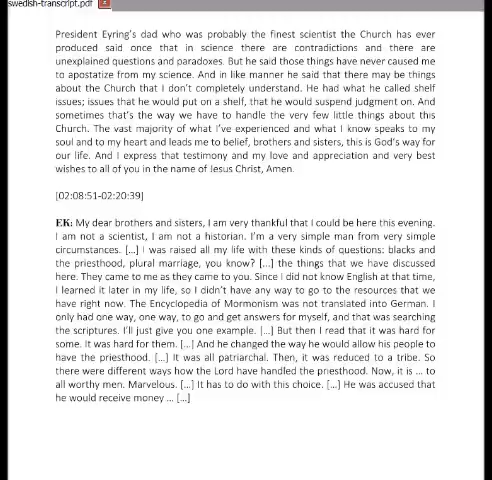 swedish-transcript.pdf
President Eyring's dad who was probably the finest scientist the Church has ever
produced said once that in science there are contradictions and there are
unexplained questions and paradoxes. But he said those things have never caused me
to apostatize from my science. And in like manner he said that there may be things
about the Church that I don't completely understand. He had what he called shelf
issues; issues that he would put on a shelf, that he would suspend judgment on. And
sometimes that's the way we have to handle the very few little things about this
Church. The vast majority of what I've experienced and what I know speaks to my
soul and to my heart and leads me to belief, brothers and sisters, this is God's way for
our life. And I express that testimony and my love and appreciation and very best
wishes to all of you in the name of Jesus Christ, Amen.
[02:08:51-02:20:39]
EK: My dear brothers and sisters, I am very thankful that I could be here this evening.
I am not a scientist, I am not a historian. I'm a very simple man from very simple
circumstances. [...] I was raised all my life with these kinds of questions: blacks and
the priesthood, plural marriage, you know? [...] the things that we have discussed
here. They came to me as they came to you. Since I did not know English at that time,
I learned it later in my life, so I didn't have any way to go to the resources that we
have right now. The Encyclopedia of Mormonism was not translated into German. I
only had one way, one way, to go and get answers for myself, and that was searching
the scriptures. I'll just give you one example. [...] But then I read that it was hard for
some. It was hard for them. [...] And he changed the way he would allow his people to
have the priesthood. [...] It was all patriarchal. Then, it was reduced to a tribe. So
there were different ways how the Lord have handled the priesthood. Now, it is ... to
all worthy men. Marvelous. [...] It has to do with this choice. [...] He was accused that
he would receive money ... [...]